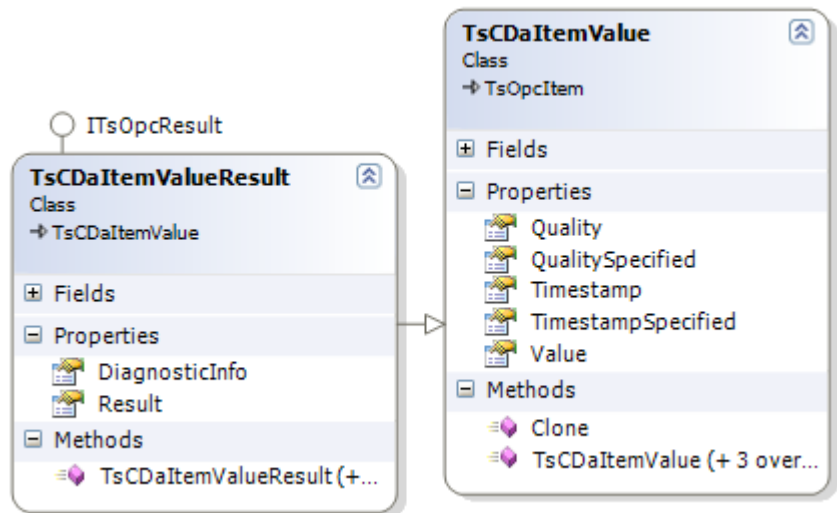 ITsOpcResult
TsCDaItemValueResult
Class
TsCDaItemValue
Fields
Properties
DiagnosticInfo
Result
Methods
TsCDaItemValueResult (+...
TsCDaItemValue
Class
TsOpcItem
Fields
Properties
Quality
QualitySpecified
Timestamp
TimestampSpecified
Value
Methods
Clone
TsCDaItemValue (+ 3 over...